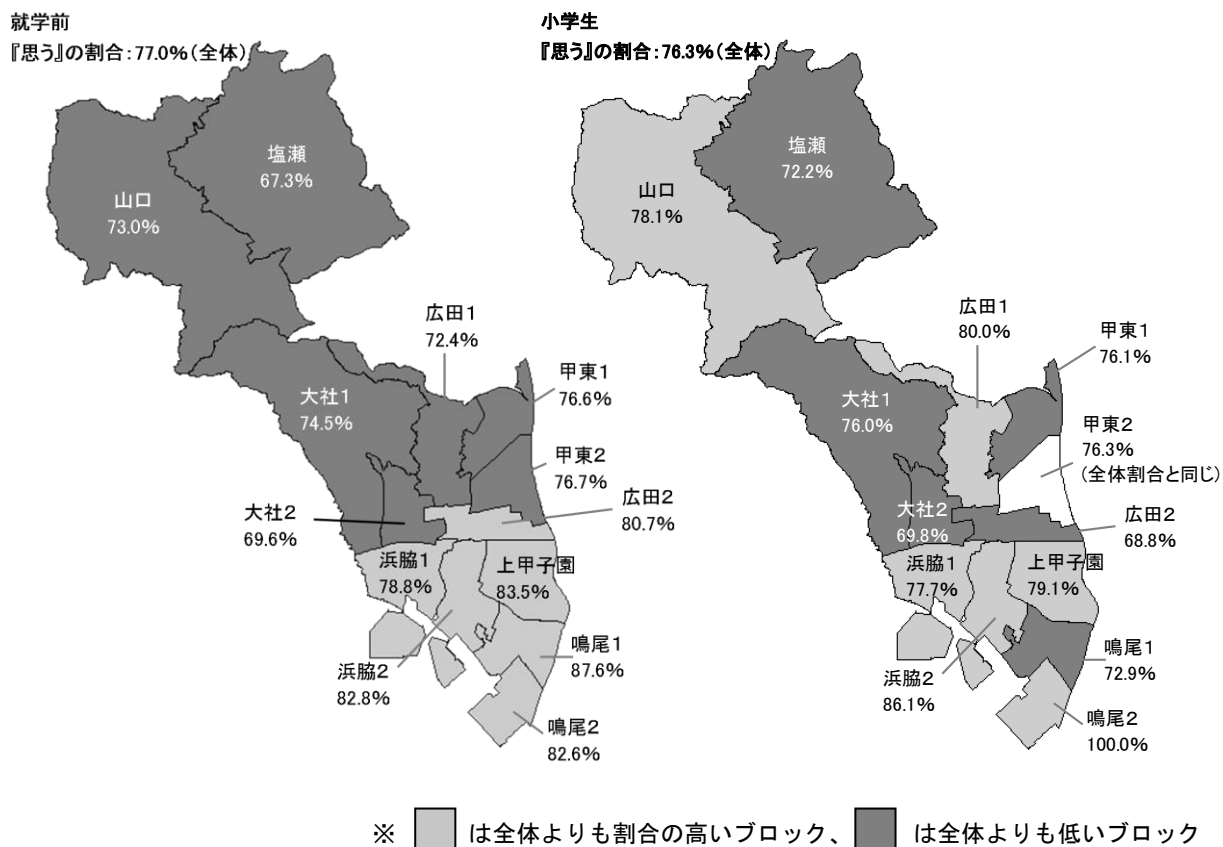 就学前
『思う』の割合：77.0%（全体）
塩瀬
67.3%
山口
73.0%
広田１
72.4%
甲東１
76.6%
大社１
74.5%
甲東２
76.7%
広田２
80.7%
大社２
69.6%
浜脇１
78.8%
上甲子園
83.5%
鳴尾１
87.6%
浜脇２
82.8%
鳴尾２
82.6%
小学生
『思う』の割合：76.3%（全体）
塩瀬
72.2%
山口
78.1%
広田１
80.0%
甲東１
76.1%
大社１
76.0%
甲東２
76.3%
（全体割合と同じ）
大社２
69.8%
広田２
68.8%
浜脇１
77.7%
上甲子園
79.1%
鳴尾１
72.9%
浜脇２
86.1%
鳴尾２
100.0%
※ は全体よりも割合の高いブロック、 は全体よりも低いブロック